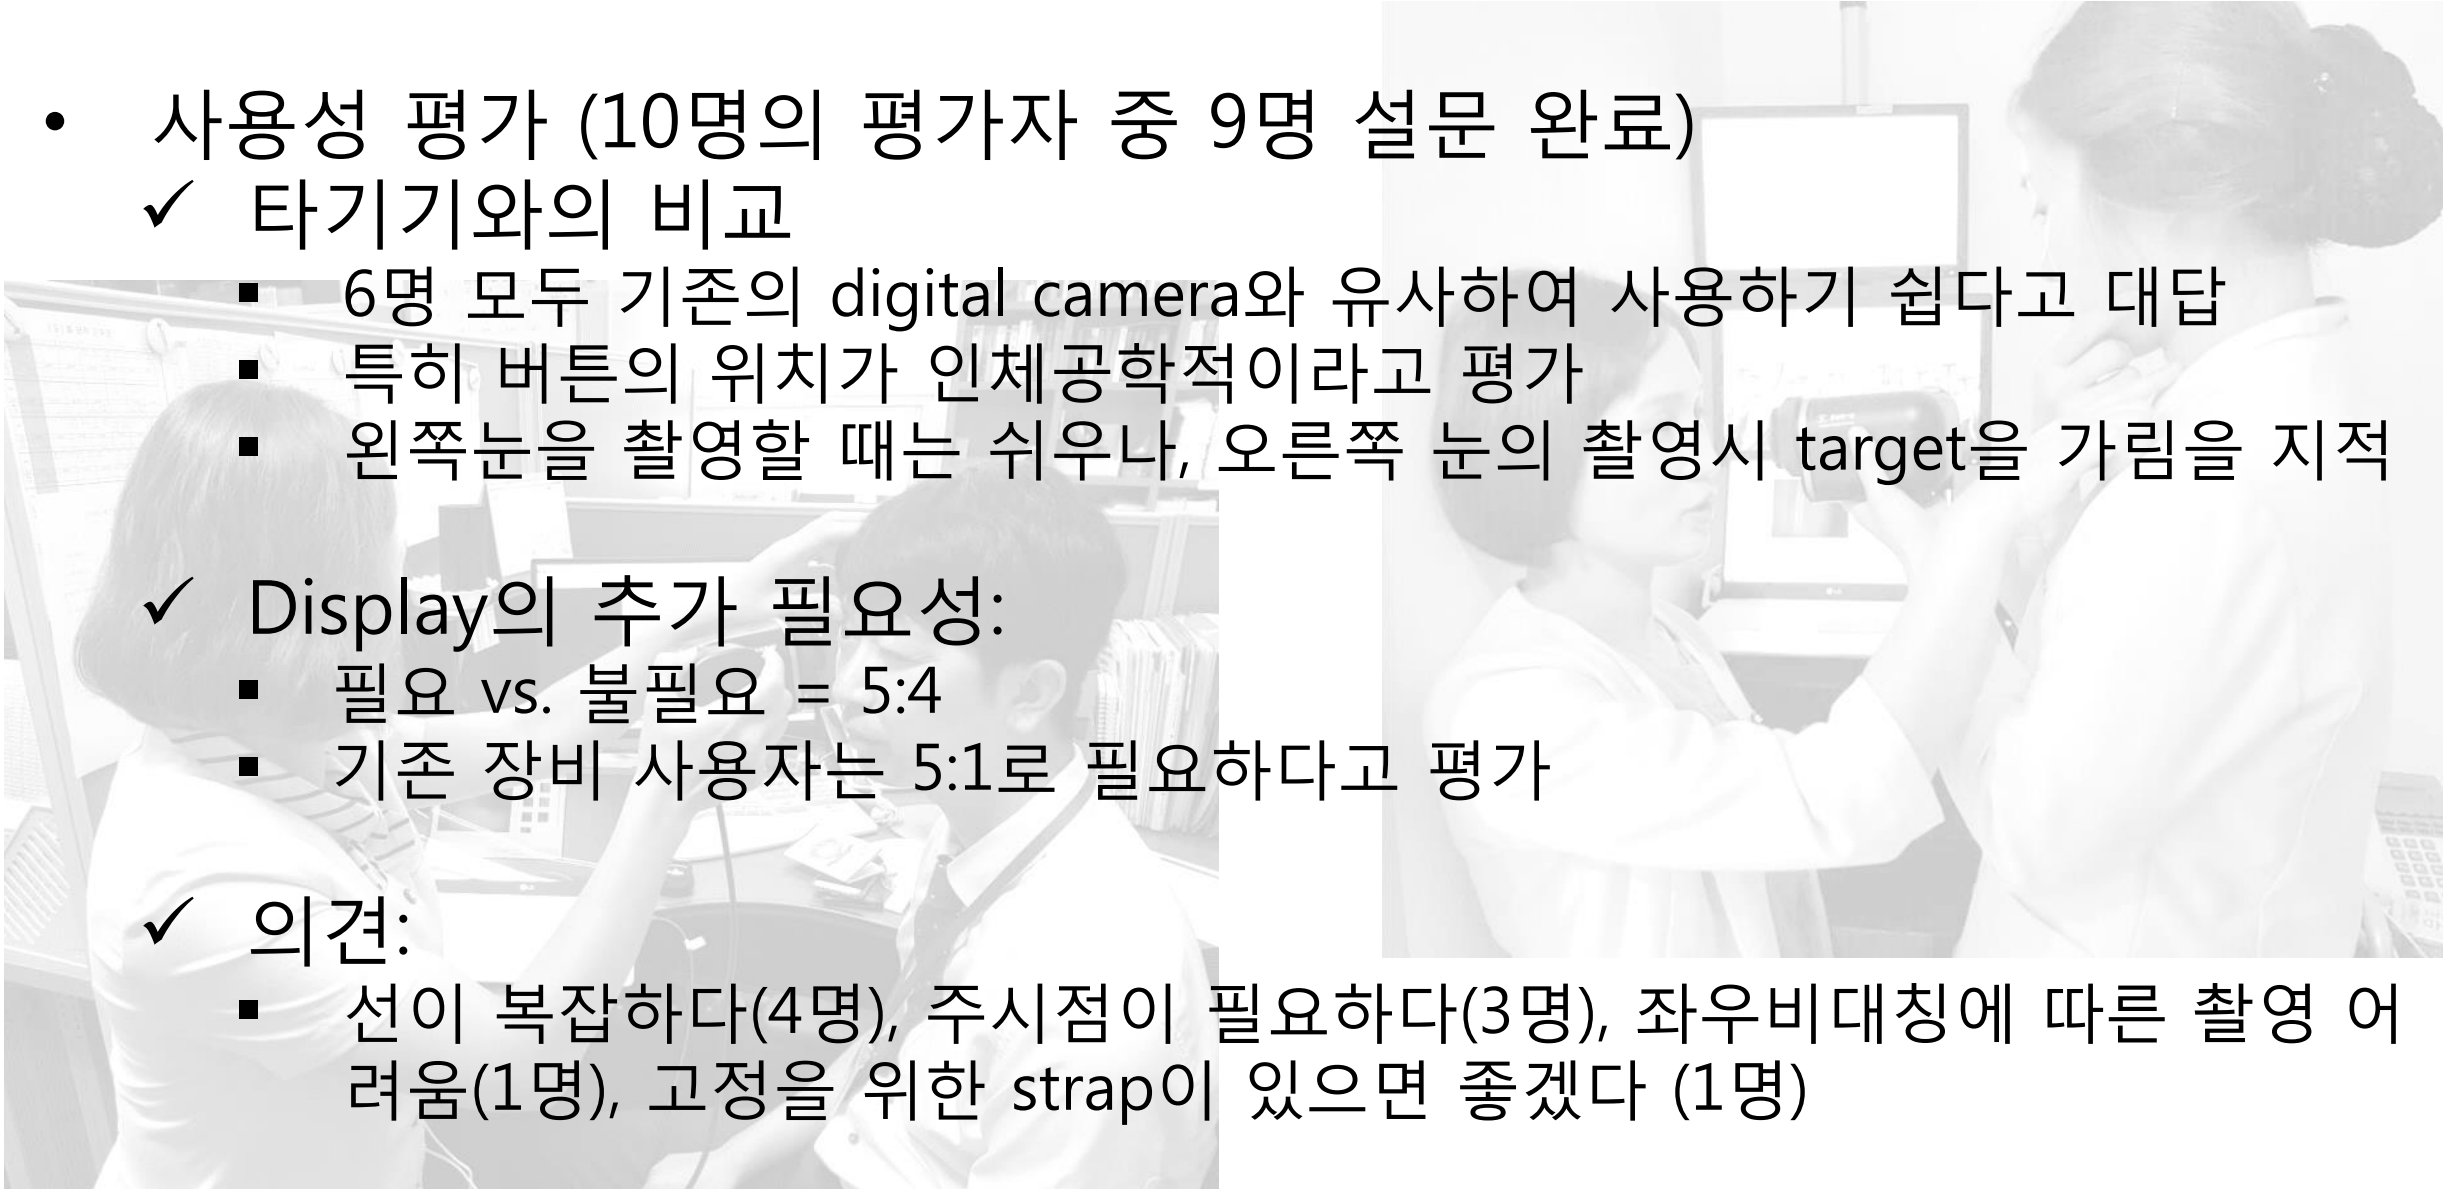 • 사용성 평가 (10명의 평가자 중 9명 설문 완료)
✓ 타기기와의 비교
▪ 6명 모두 기존의 digital camera와 유사하여 사용하기 쉽다고 대답
▪ 특히 버튼의 위치가 인체공학적이라고 평가
▪ 왼쪽눈을 촬영할 때는 쉬우나, 오른쪽 눈의 촬영시 target을 가림을 지적
✓ Display의 추가 필요성:
▪ 필요 vs. 불필요 = 5:4
▪ 기존 장비 사용자는 5:1로 필요하다고 평가
✓ 의견:
▪ 선이 복잡하다(4명), 주시점이 필요하다(3명), 좌우비대칭에 따른 촬영 어
려움(1명), 고정을 위한 strap이 있으면 좋겠다 (1명)